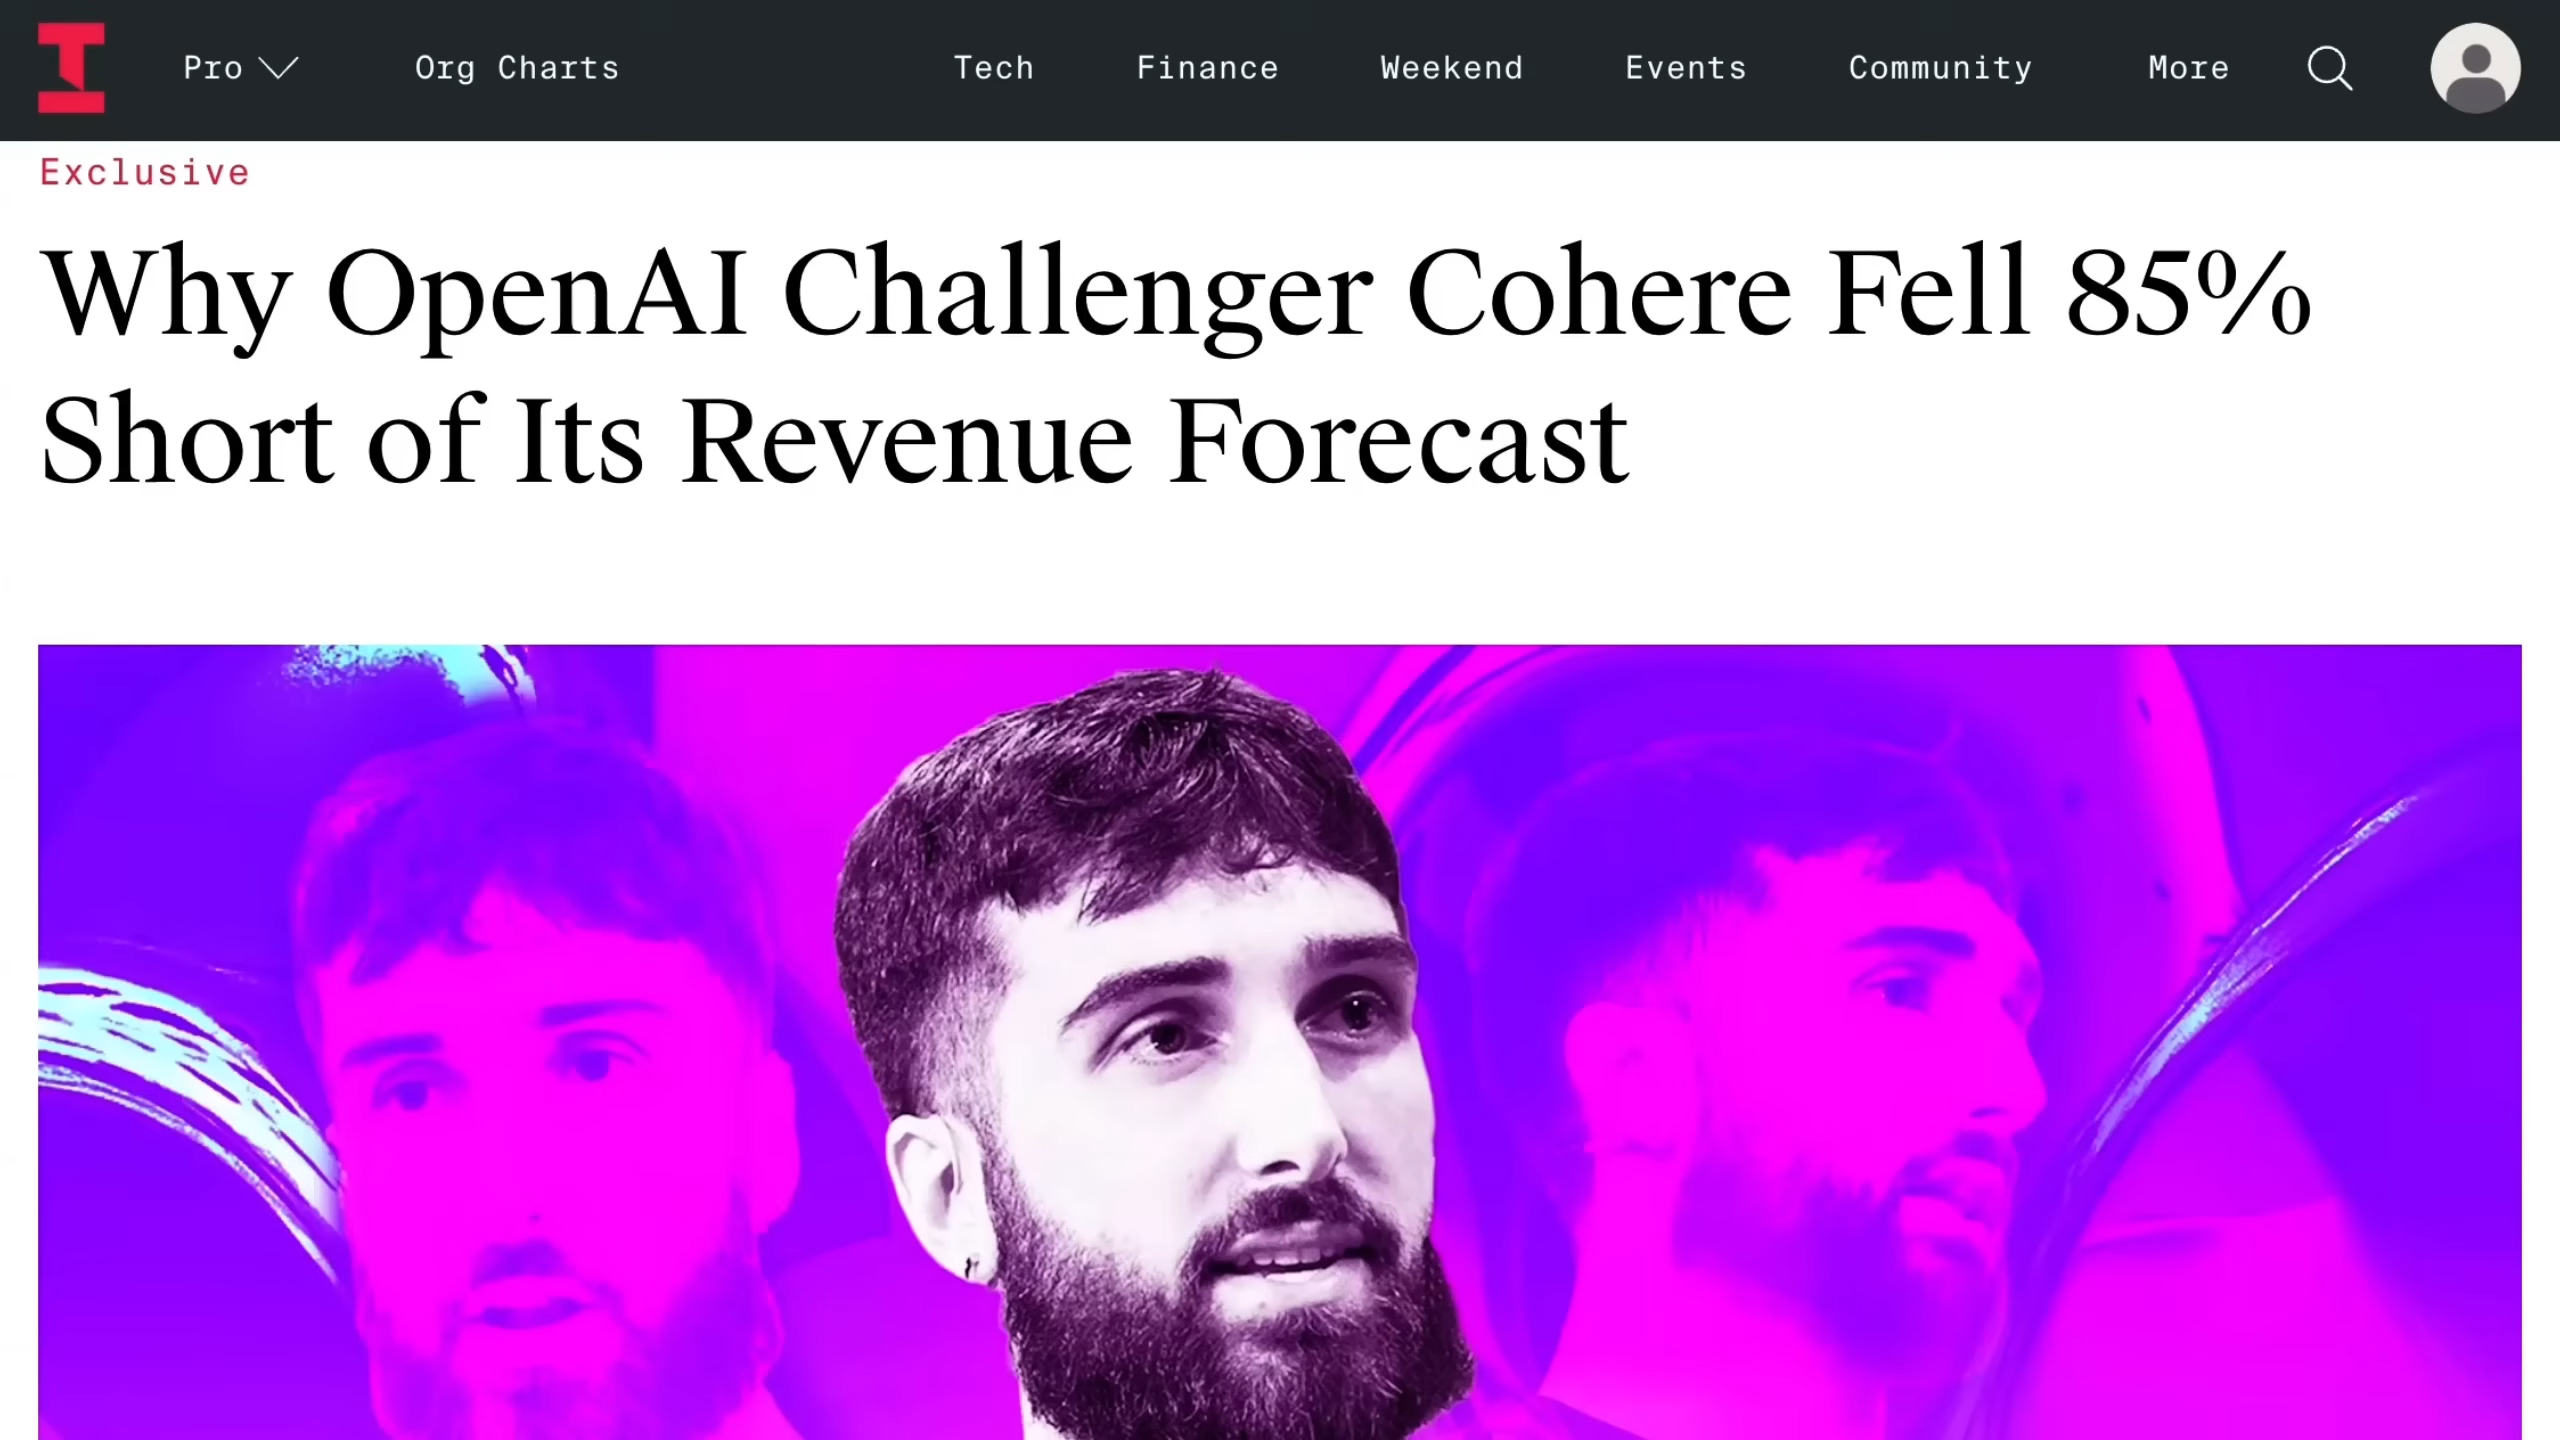 Pro Org Charts Tech Finance Weekend Events Community More
Exclusive
Why OpenAI Challenger Cohere Fell 85%
Short of Its Revenue Forecast